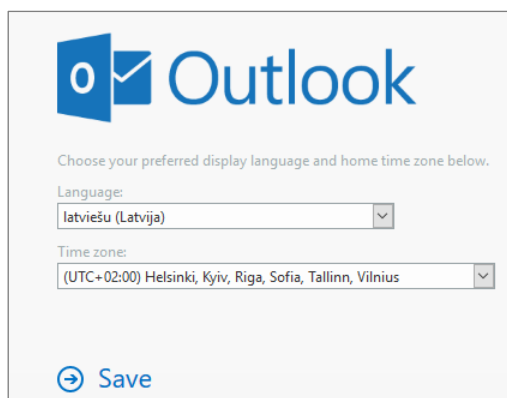 Outlook
Choose your preferred display language and home time zone below.
Language:
latviešu (Latvija)
Time zone:
(UTC+02:00) Helsinki, Kyiv, Riga, Sofia, Tallinn, Vilnius
Save